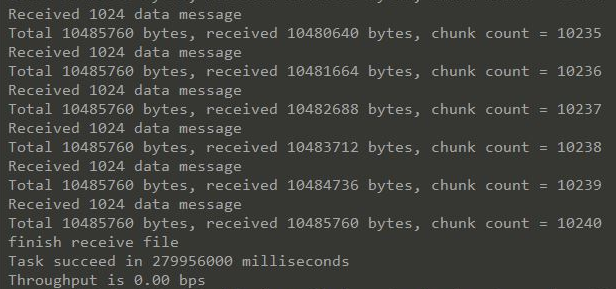 Received 1024 data message
Total 10485760 bytes, received 10480640 bytes, chunk count = 10235
Received 1024 data message
Total 10485760 bytes, received 10481664 bytes, chunk count = 10236
Received 1024 data message
Total 10485760 bytes, received 10482688 bytes, chunk count = 10237
Received 1024 data message
Total 10485760 bytes, received 10483712 bytes, chunk count = 10238
Received 1024 data message
Total 10485760 bytes, received 10484736 bytes, chunk count = 10239
Received 1024 data message
Total 10485760 bytes, received 10485760 bytes, chunk count = 10240
finish receive file
Task succeed in 279956000 milliseconds
Throughput is 0.00 bps